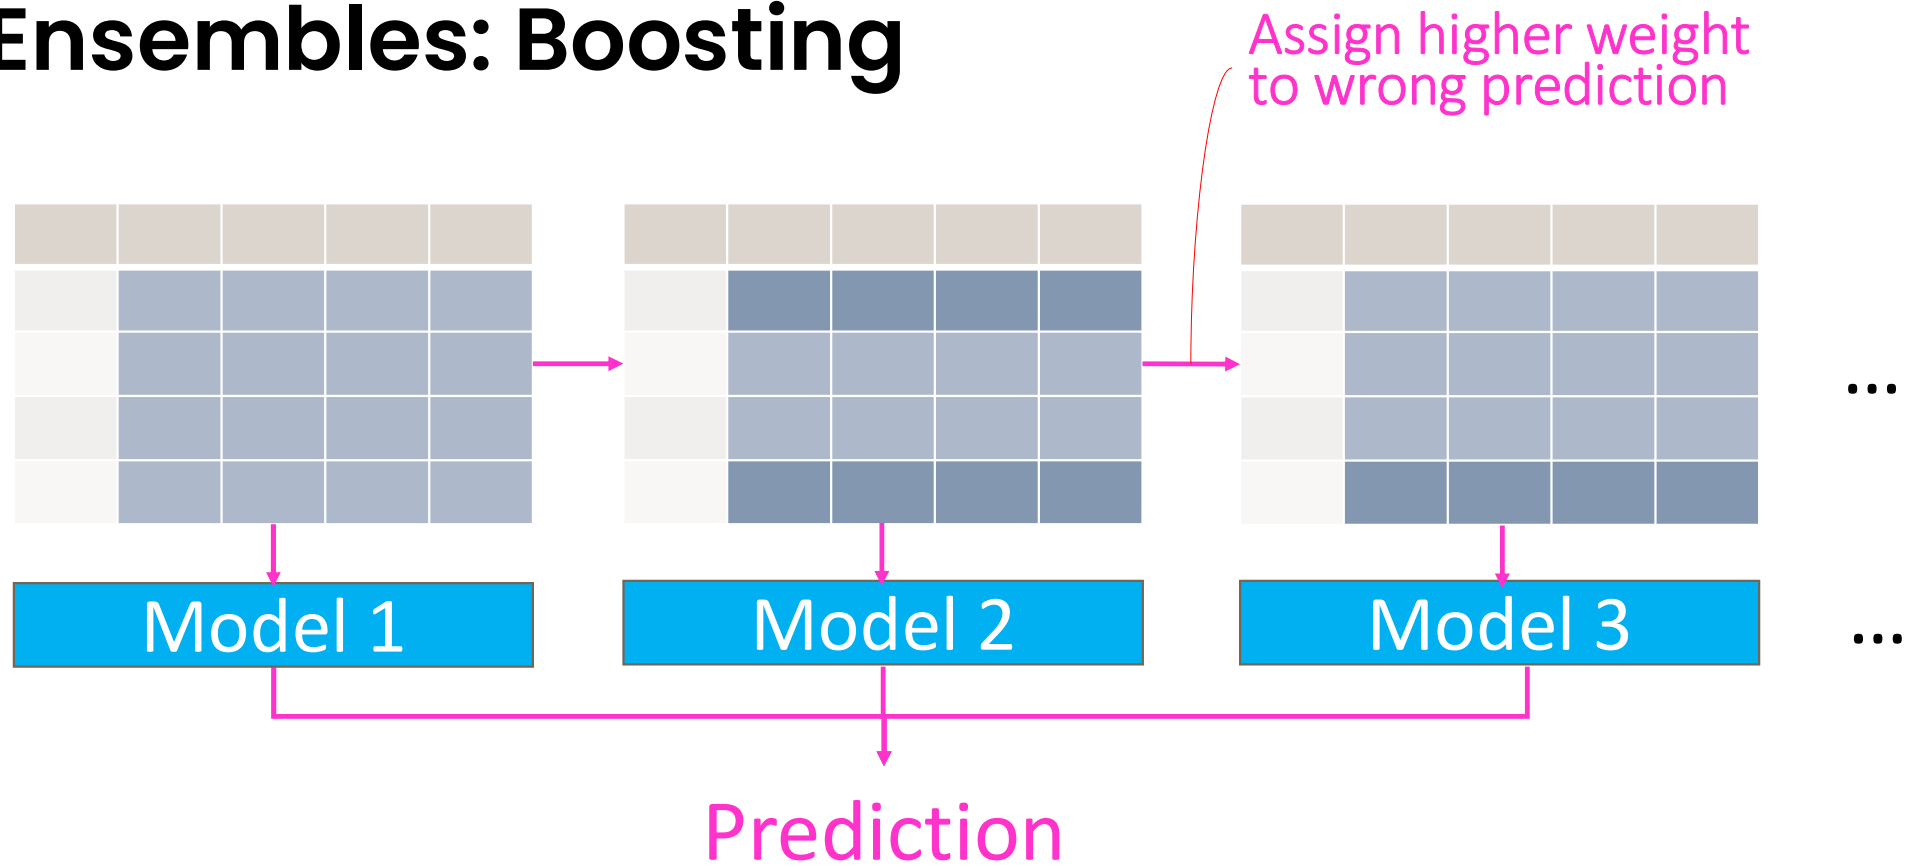 Ensembles: Boosting
Assign higher weight
to wrong prediction
...
Model 1
Model 2
Model 3
...
Prediction